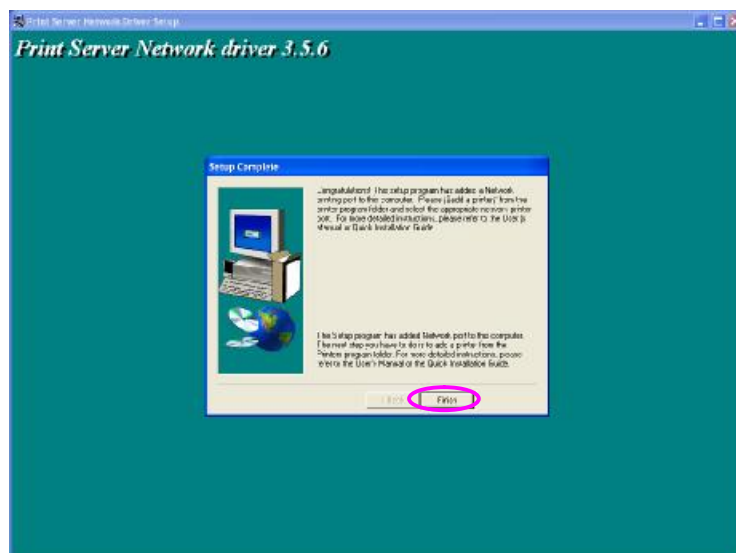 Print Server Network Driver Setup
Print Server Network driver 3.5.6
Setup Complete
Congratulations! This setup program has added a Network
printing port to this computer. Please [add a printer] from the
printer program folder and select the appropriate network printer
port. For more detailed instructions, please refer to the User's
Manual or Quick Installation Guide
The Setup program has added Network port to this computer.
The next step you have to do is to add a printer from the
Printers program folder. For more detailed instructions, please
refer to the User's Manual or the Quick Installation Guide.
< Back
Finish